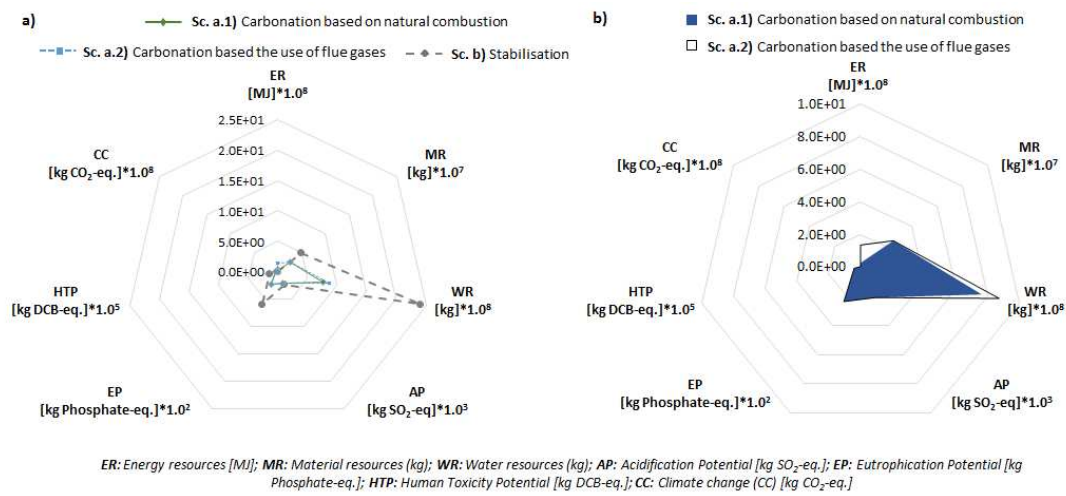 a)
Sc. a.1) Carbonation based on natural combustion
Sc. a.2) Carbonation based the use of flue gases
Sc. b) Stabilisation
ER
[MJ]*1.0⁸
2.5E+01
2.0E+01
1.5E+01
1.0E+01
5.0E+00
0.0E+00
MR
[kg]*1.0⁷
WR
[kg]*1.0⁸
AP
[kg SO₂-eq]*1.0³
EP
[kg Phosphate-eq.]*1.0²
HTP
[kg DCB-eq.]*1.0⁵
CC
[kg CO₂-eq.]*1.0⁸
b)
Sc. a.1) Carbonation based on natural combustion
Sc. a.2) Carbonation based the use of flue gases
ER
[MJ]*1.0⁸
1.0E+01
8.0E+00
6.0E+00
4.0E+00
2.0E+00
0.0E+00
MR
[kg]*1.0⁷
WR
[kg]*1.0⁸
AP
[kg SO₂-eq]*1.0³
EP
[kg Phosphate-eq.]*1.0²
HTP
[kg DCB-eq.]*1.0⁵
CC
[kg CO₂-eq.]*1.0⁸
ER: Energy resources [MJ]; MR: Material resources (kg); WR: Water resources (kg); AP: Acidification Potential [kg SO₂-eq.]; EP: Eutrophication Potential [kg
Phosphate-eq.]; HTP: Human Toxicity Potential [kg DCB-eq.]; CC: Climate change (CC) [kg CO₂-eq.]